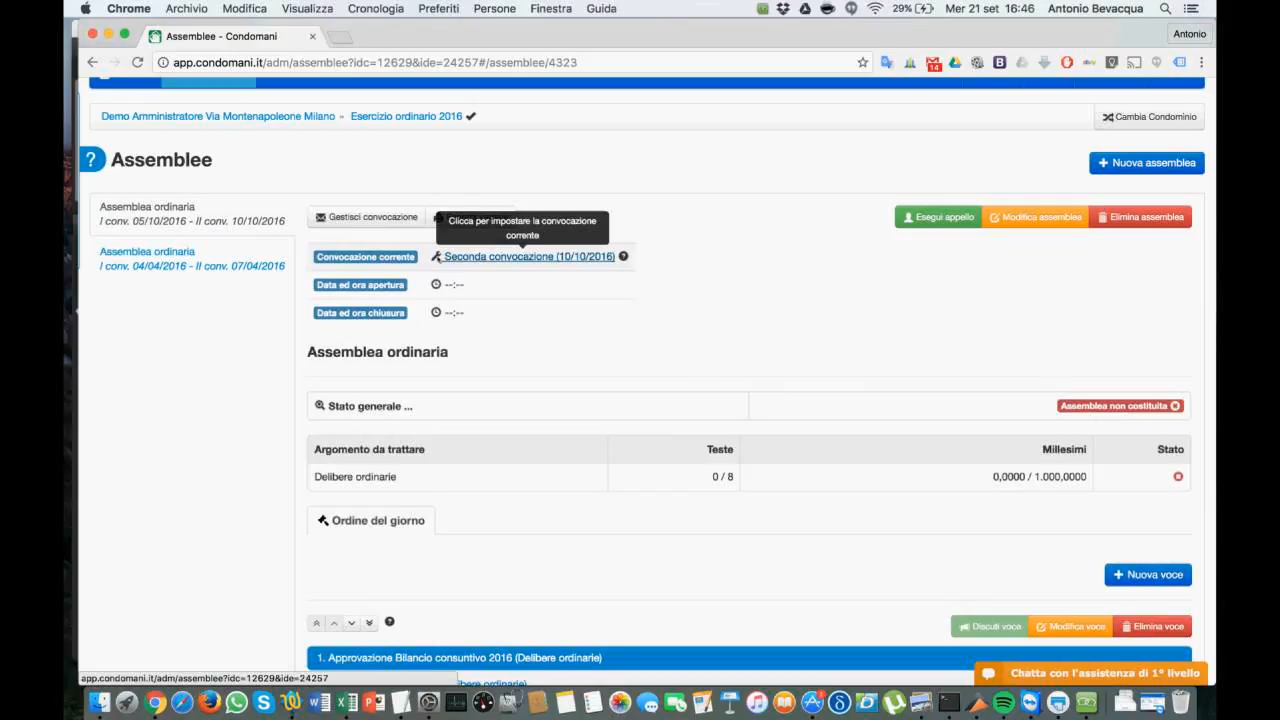 Chrome Archivio Modifica Visualizza Cronologia Preferiti Persone Finestra Guida 29% Mer 21 set 16:46 Antonio Bevacqua
Assemblee - Condomani Antonio
app.condomani.it/adm/assemblee?idc=12629&ide=24257#/assemblee/4323
14
Demo Amministratore Via Montenapoleone Milano » Esercizio ordinario 2016 Cambia Condominio
? Assemblee Nuova assemblea
Assemblea ordinaria
I conv. 05/10/2016 - II conv. 10/10/2016
Assemblea ordinaria
I conv. 04/04/2016 - II conv. 07/04/2016
Gestisci convocazione Esegui appello Modifica assemblea Elimina assemblea
Clicca per impostare la convocazione
corrente
Convocazione corrente Seconda convocazione (10/10/2016)
Data ed ora apertura --:--
Data ed ora chiusura --:--
Assemblea ordinaria
Stato generale ... Assemblea non costituita
Argomento da trattare Teste Millesimi Stato
Delibere ordinarie 0 / 8 0,0000 / 1.000,0000
Ordine del giorno
Nuova voce
Discuti voce Modifica voce Elimina voce
1. Approvazione Bilancio consuntivo 2016 (Delibere ordinarie)
Chatta con l'assistenza di 1° livello
app.condomani.it/adm/assemblee?idc=12629&ide=24257